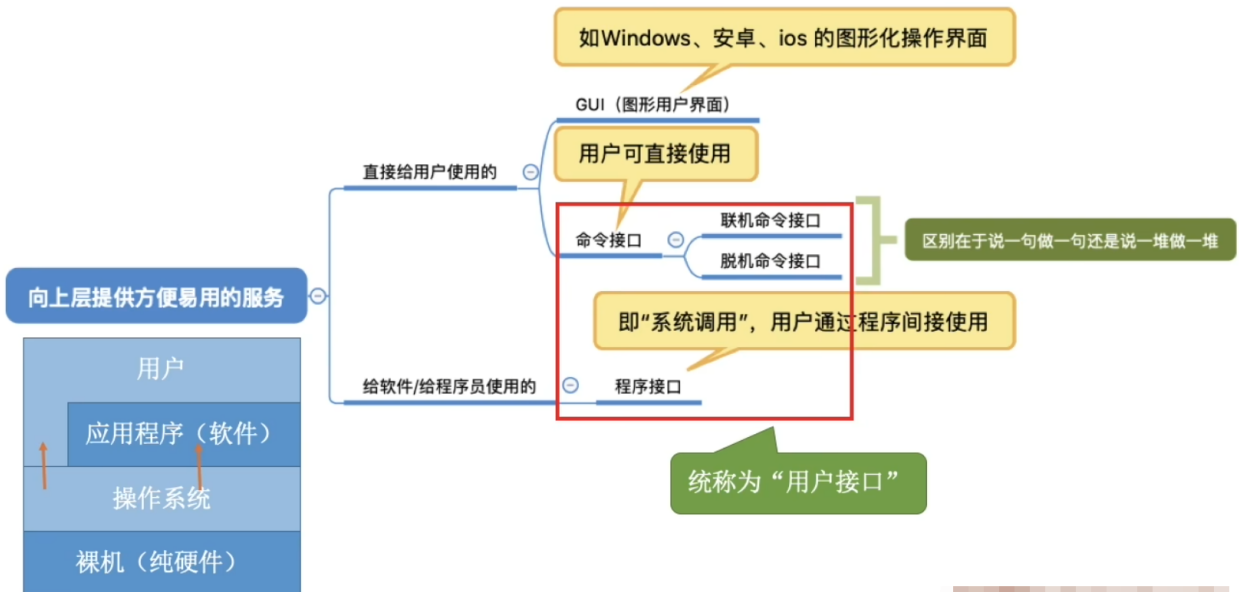 如Windows、安卓、ios 的图形化操作界面
GUI（图形用户界面）
用户可直接使用
直接给用户使用的
联机命令接口
命令接口
区别在于说一句做一句还是说一堆做一堆
脱机命令接口
向上层提供方便易用的服务
即“系统调用”，用户通过程序间接使用
用户
给软件/给程序员使用的
程序接口
应用程序（软件）
统称为“用户接口”
操作系统
裸机（纯硬件）